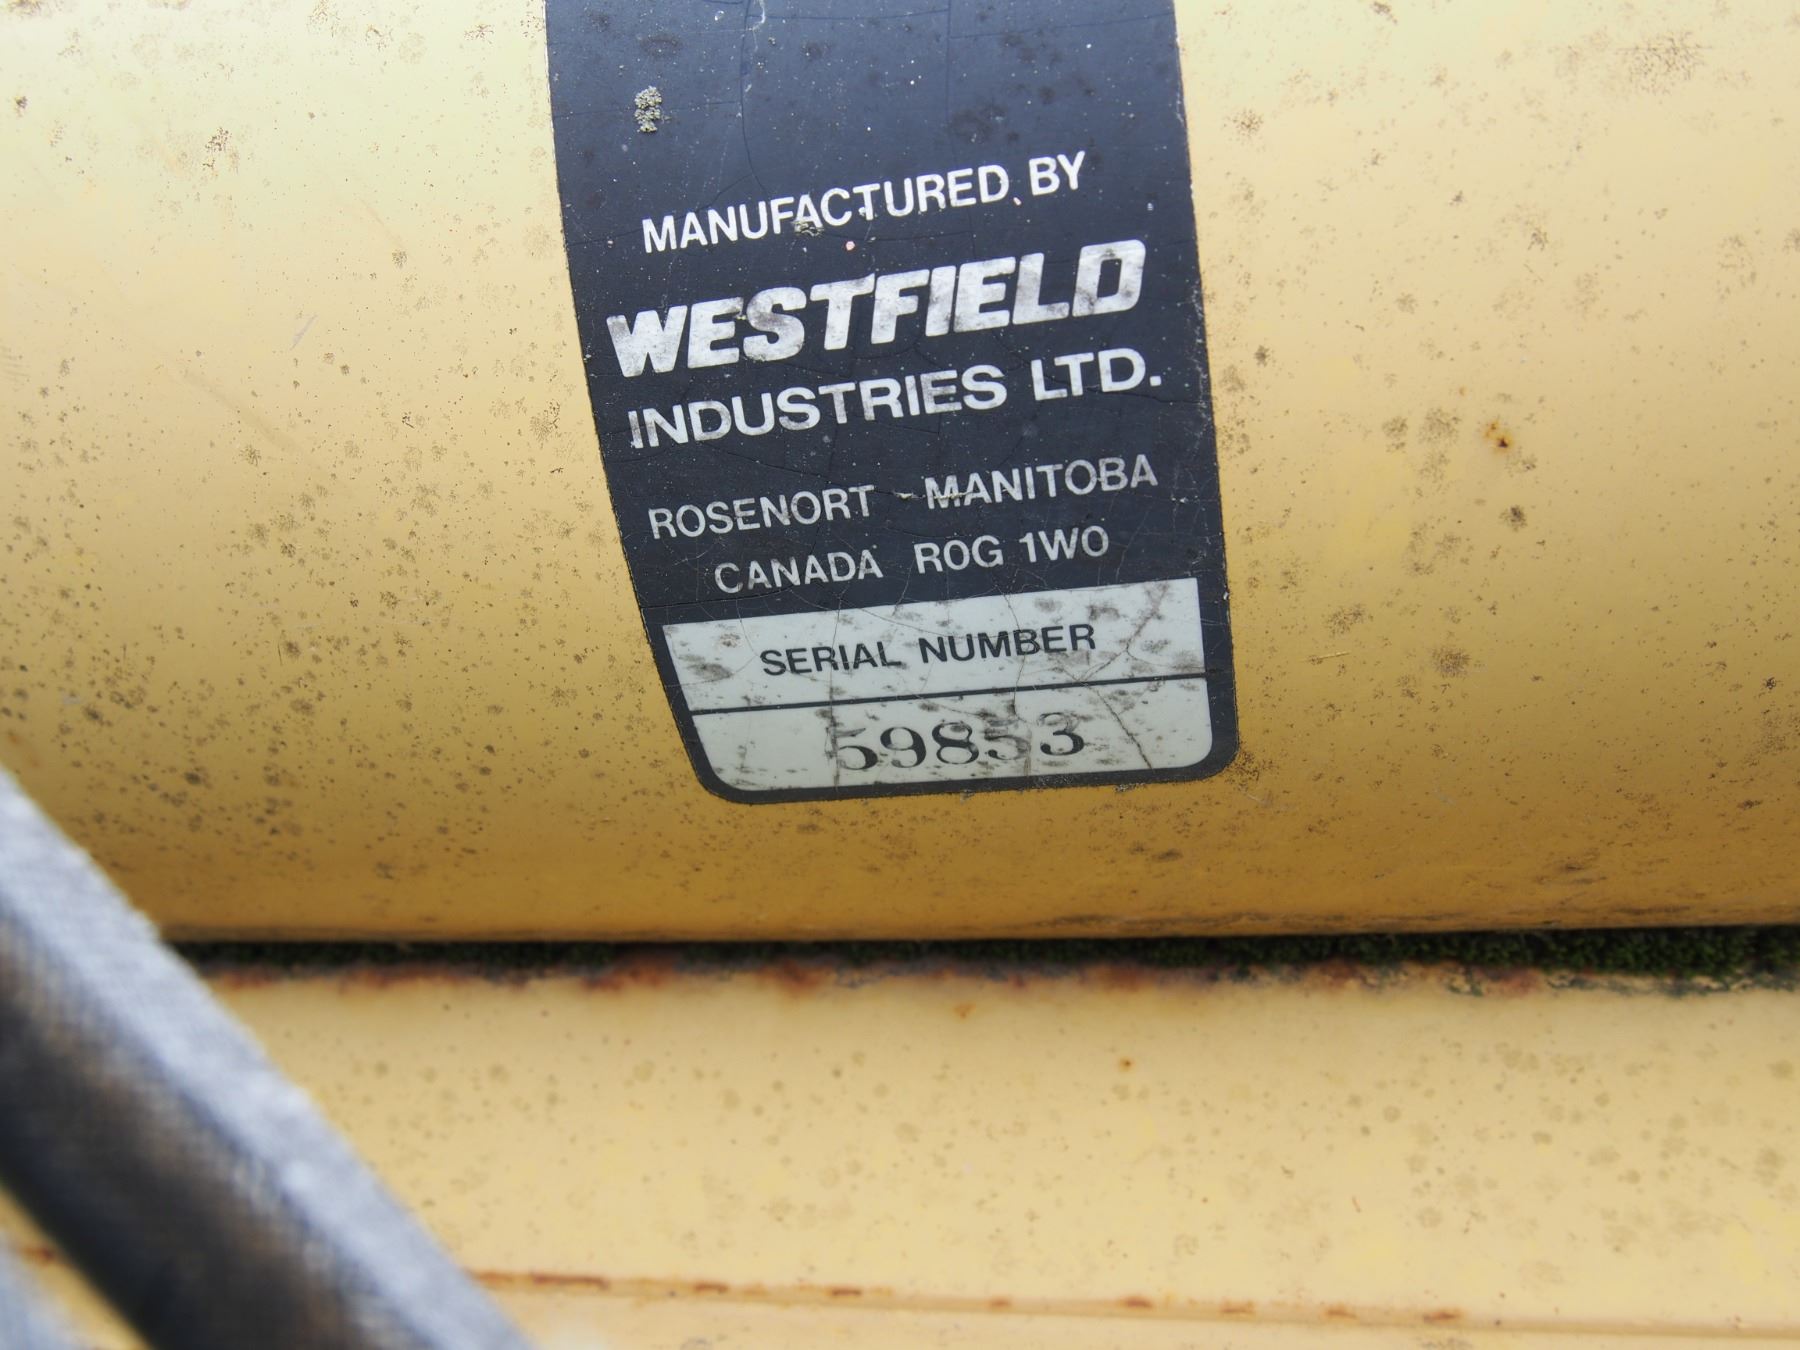 MANUFACTURED BY
WESTFIELD
INDUSTRIES LTD.
ROSENORT - MANITOBA
CANADA ROG 1WO
SERIAL NUMBER
59853